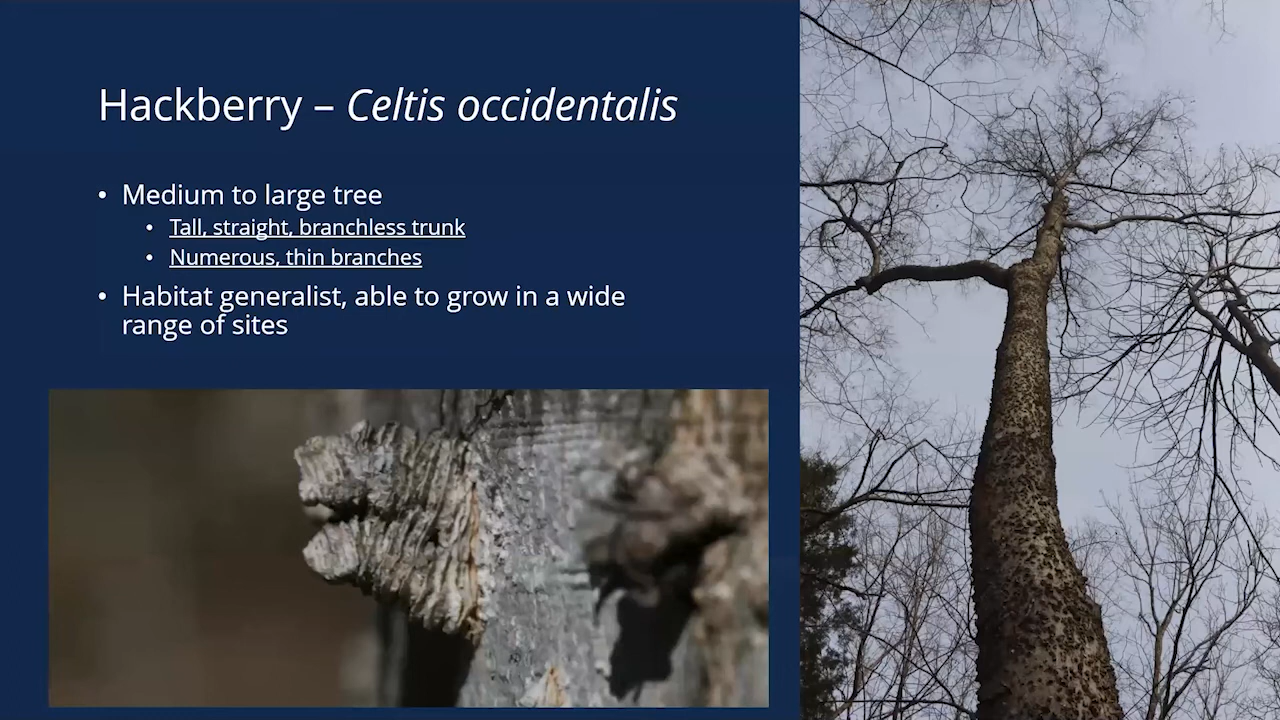 Hackberry – Celtis occidentalis
• Medium to large tree
• Tall, straight, branchless trunk
• Numerous, thin branches
• Habitat generalist, able to grow in a wide
range of sites